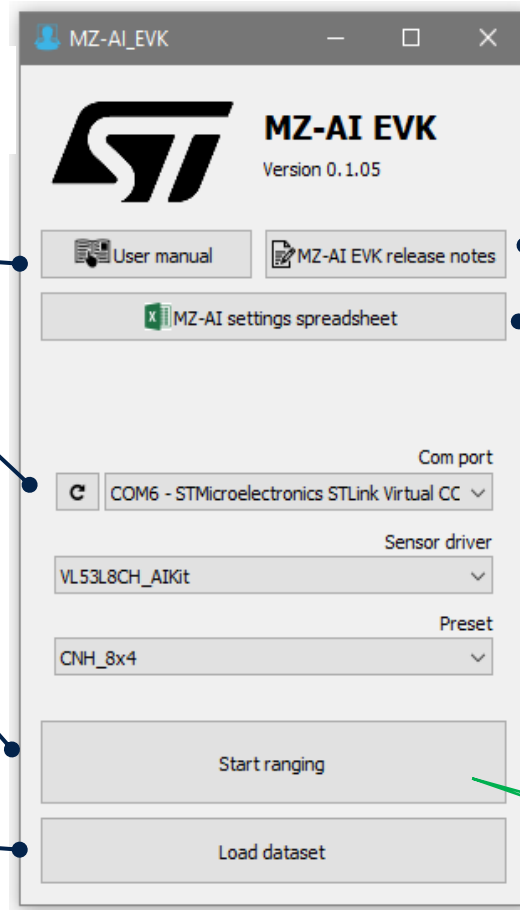 MZ-AI_EVK
ST
MZ-AI EVK
Version 0.1.05
User manual
MZ-AI EVK release notes
MZ-AI settings spreadsheet
Com port
COM6 - STMicroelectronics STLink Virtual CC
Sensor driver
VL53L8CH_AIKit
Preset
CNH_8x4
Start ranging
Load dataset